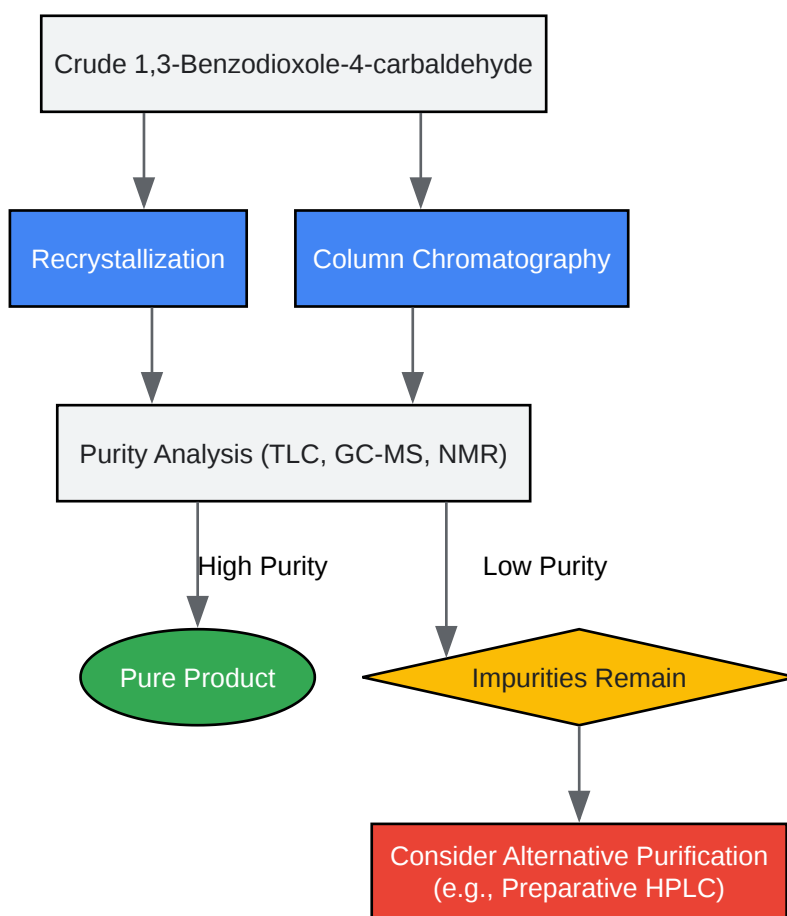 Crude 1,3-Benzodioxole-4-carbaldehyde
Recrystallization
Column Chromatography
Purity Analysis (TLC, GC-MS, NMR)
High Purity
Low Purity
Pure Product
Impurities Remain
Consider Alternative Purification
(e.g., Preparative HPLC)